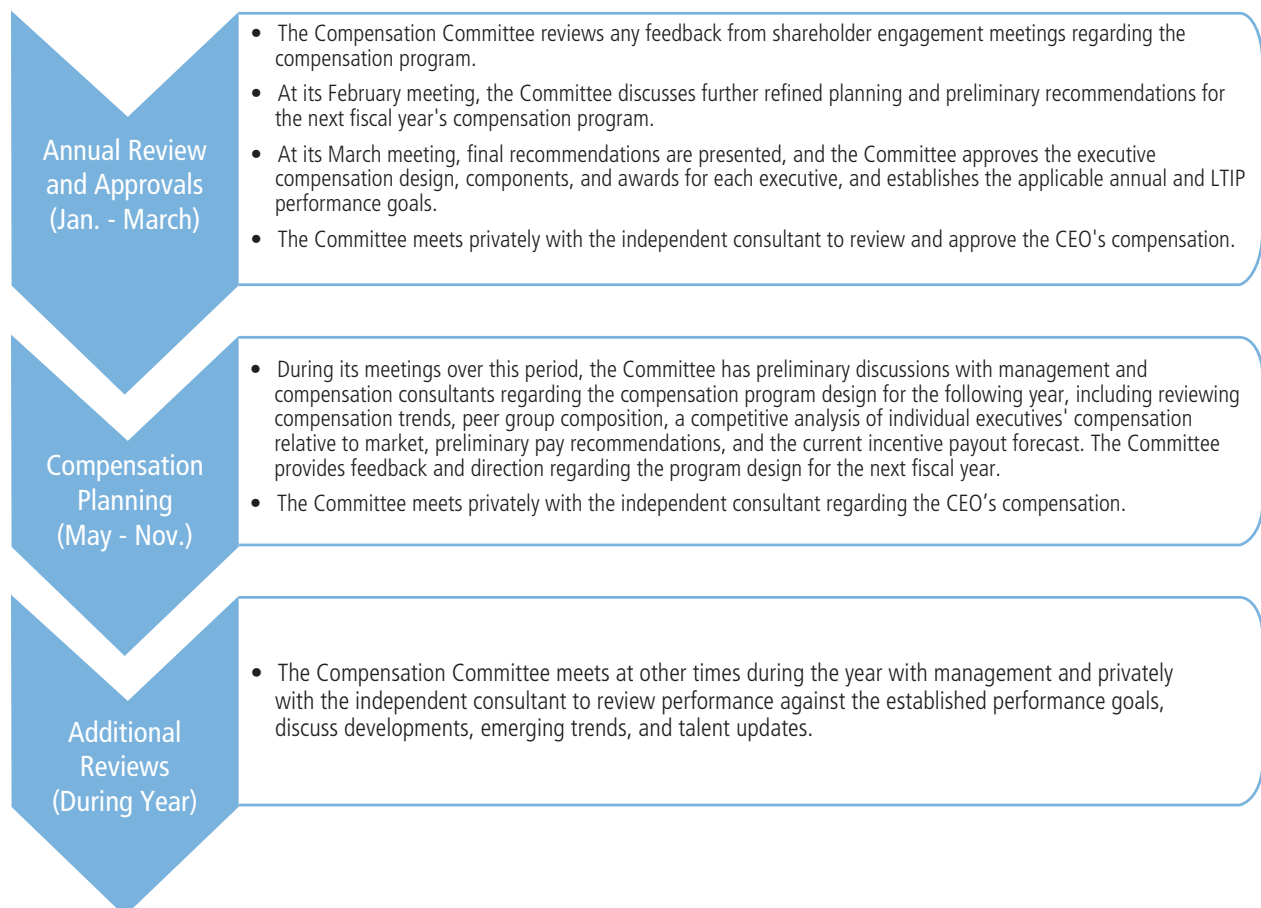 Annual Review
and Approvals
(Jan. - March)
• The Compensation Committee reviews any feedback from shareholder engagement meetings regarding the
compensation program.
• At its February meeting, the Committee discusses further refined planning and preliminary recommendations for
the next fiscal year's compensation program.
• At its March meeting, final recommendations are presented, and the Committee approves the executive
compensation design, components, and awards for each executive, and establishes the applicable annual and LTIP
performance goals.
• The Committee meets privately with the independent consultant to review and approve the CEO's compensation.
Compensation
Planning
(May - Nov.)
• During its meetings over this period, the Committee has preliminary discussions with management and
compensation consultants regarding the compensation program design for the following year, including reviewing
compensation trends, peer group composition, a competitive analysis of individual executives' compensation
relative to market, preliminary pay recommendations, and the current incentive payout forecast. The Committee
provides feedback and direction regarding the program design for the next fiscal year.
• The Committee meets privately with the independent consultant regarding the CEO’s compensation.
Additional
Reviews
(During Year)
• The Compensation Committee meets at other times during the year with management and privately
with the independent consultant to review performance against the established performance goals,
discuss developments, emerging trends, and talent updates.